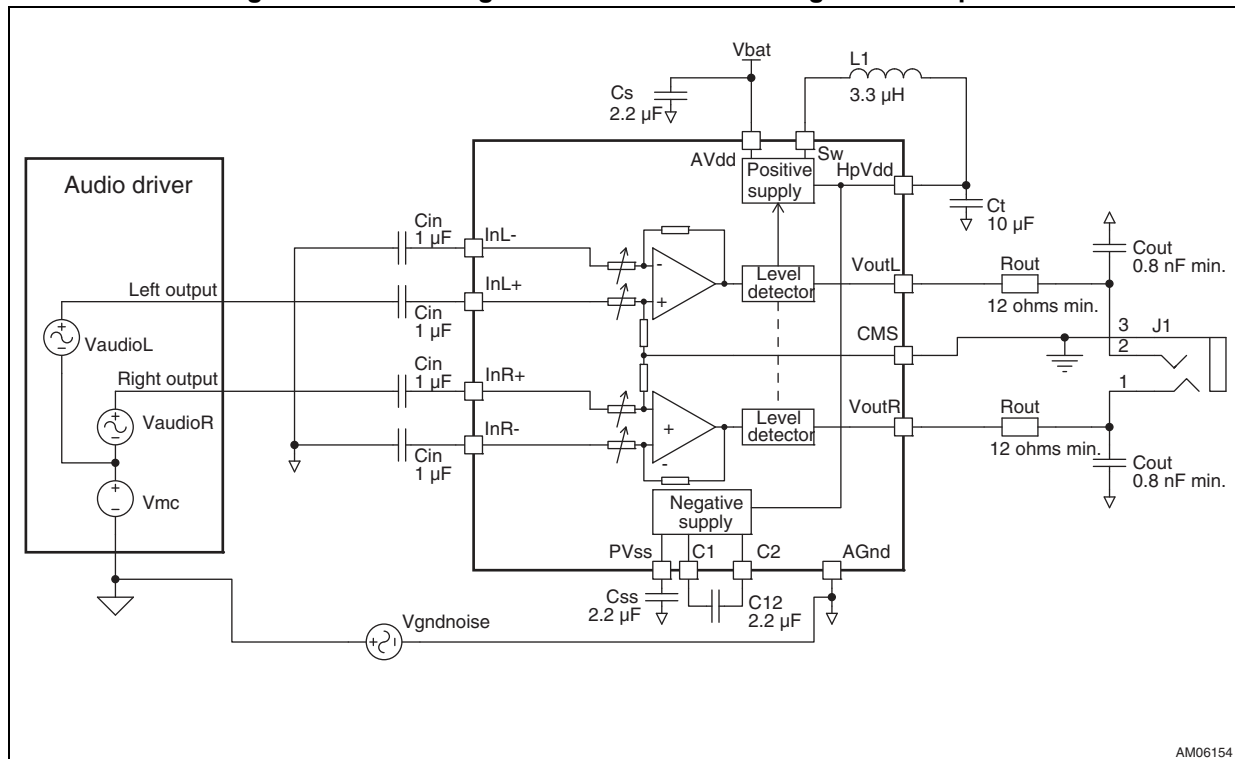 Vbat
L1
3.3 µH
Cs
2.2 µF
AVdd
Sw
Positive
supply
HpVdd
Ct
10 µF
Audio driver
Cin
1 µF
InL-
Left output
InL+
Cin
1 µF
-
+
Level
detector
VoutL
Rout
12 ohms min.
Cout
0.8 nF min.
VaudioL
+
-
CMS
3
J1
2
1
Right output
Cin
1 µF
InR+
VaudioR
+
-
Cin
1 µF
InR-
+
-
Level
detector
VoutR
Rout
12 ohms min.
Cout
0.8 nF min.
Vmc
+
-
Negative
supply
PVss
C1
C2
AGnd
Css
2.2 µF
C12
2.2 µF
Vgndnoise
+
-
AM06154